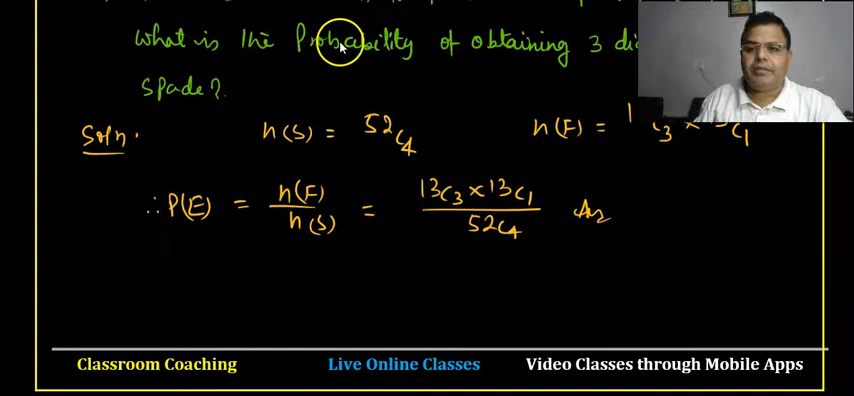 What is the Probability of obtaining 3
Spade?
Soln. n(S) = 52C4 n(E) =
∴ P(E) = n(E)/n(S) = 13C3 × 13C1 / 52C4 Ans
Classroom Coaching Live Online Classes Video Classes through Mobile Apps